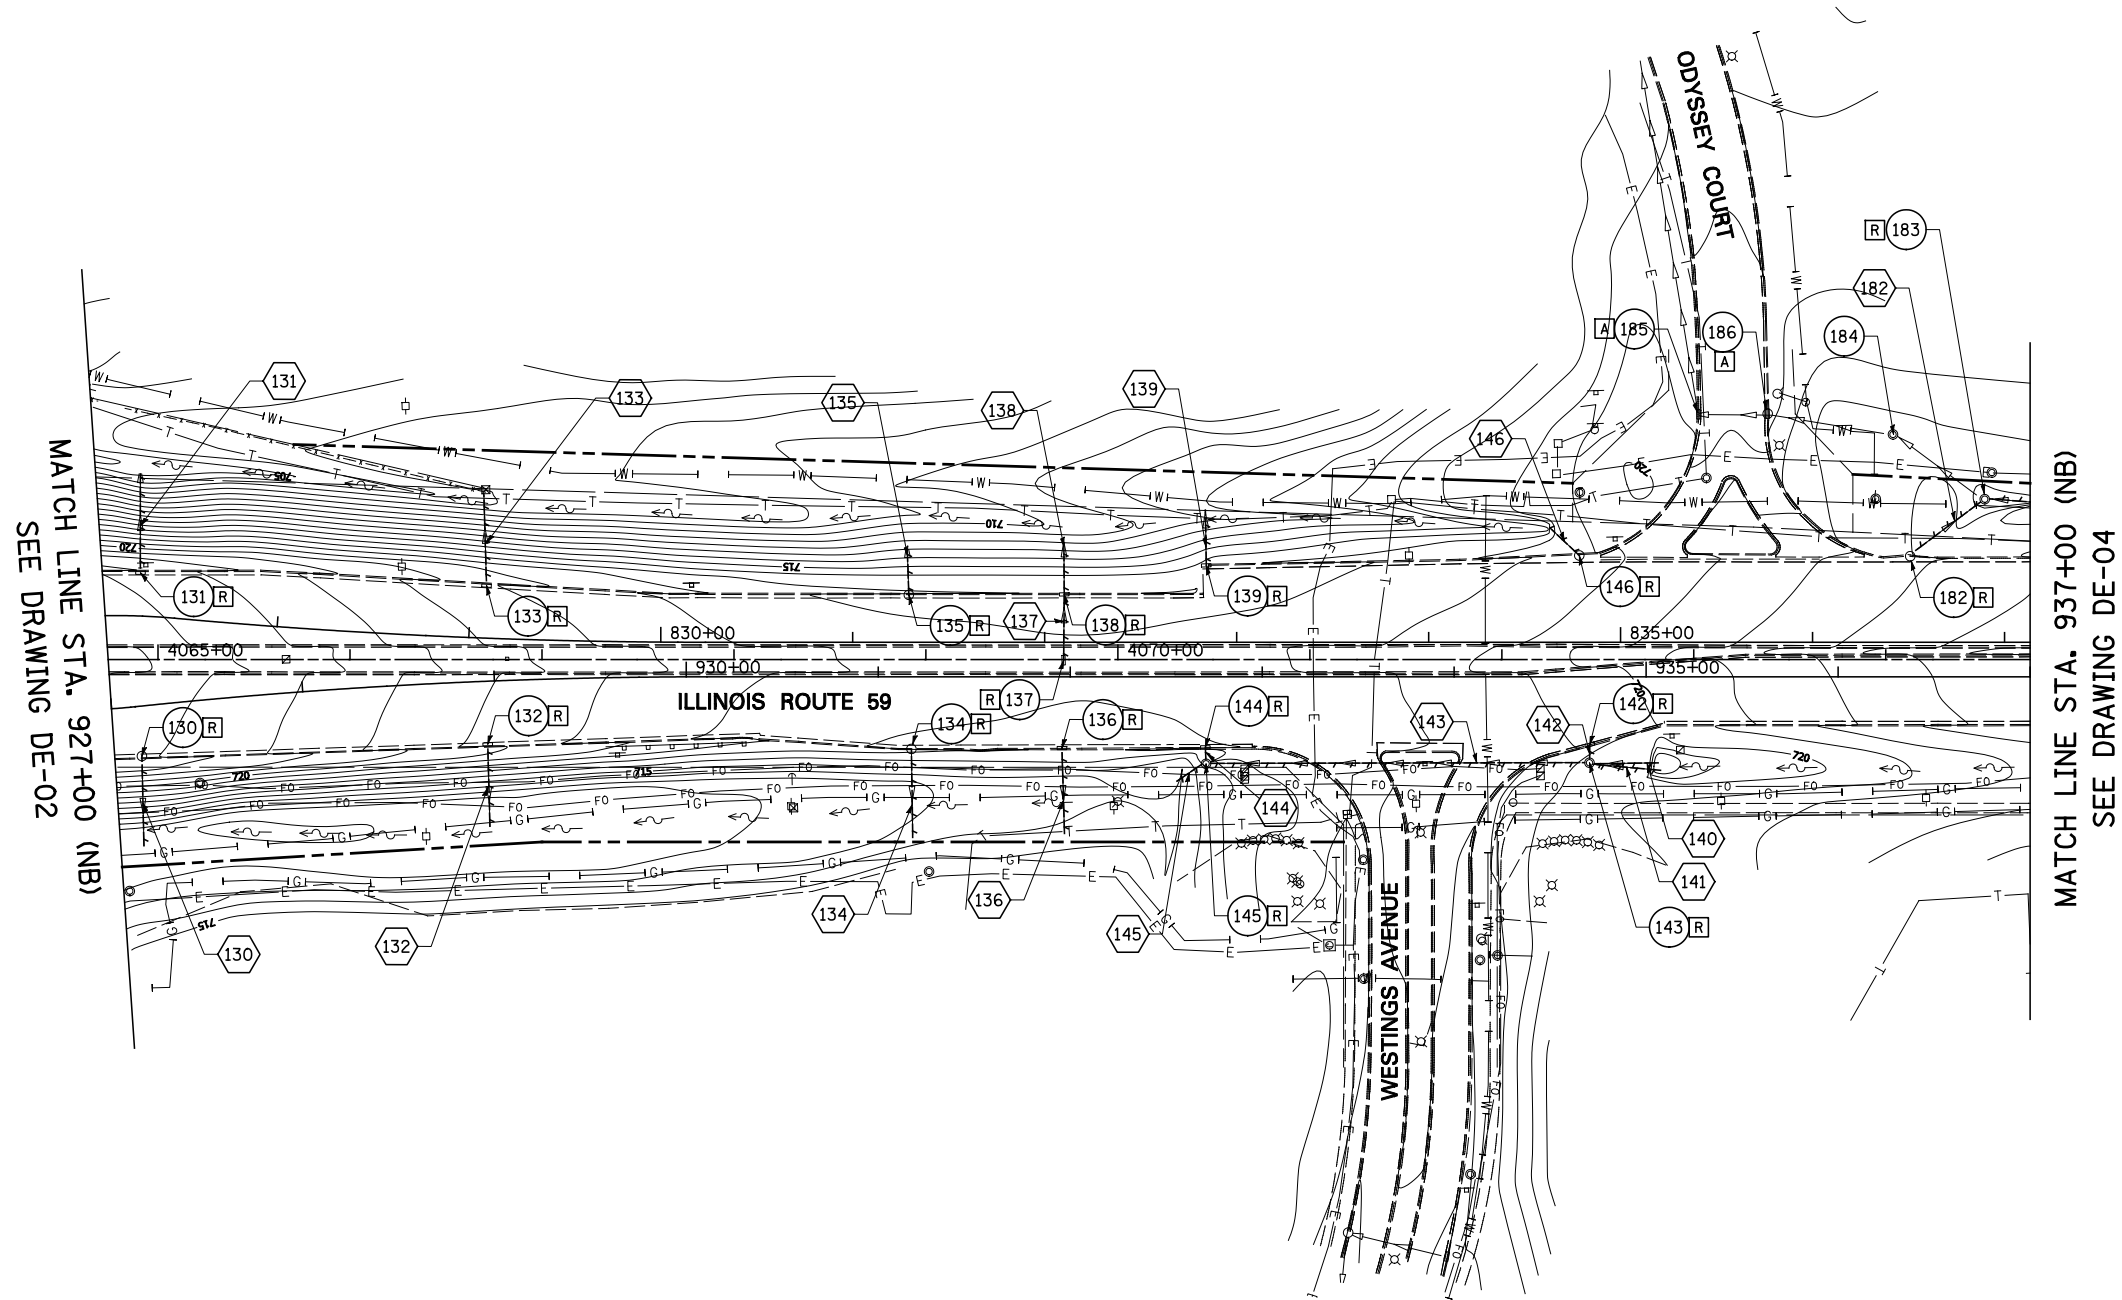 ODYSSEY COURT
R 183
182
A 185
186
A
184
131
133
135
138
139
146
MATCH LINE STA. 927+00 (NB)
SEE DRAWING DE-02
MATCH LINE STA. 937+00 (NB)
SEE DRAWING DE-04
705
710
720
720
715
131 R
133 R
135 R
137
138 R
139 R
146 R
182 R
830+00
835+00
4065+00
4070+00
930+00
935+00
ILLINOIS ROUTE 59
130 R
132 R
134 R
R 137
136 R
144 R
143
142
142 R
720
720
715
720
144
140
141
143 R
145 R
145
136
134
132
130
715
WESTINGS AVENUE
W
T
E
G
FO